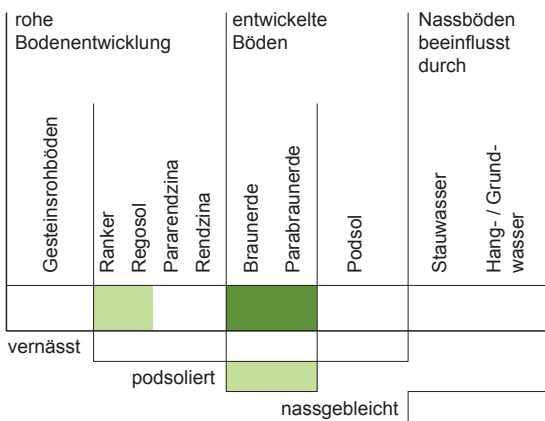 rohe
Bodenentwicklung
entwickelte
Böden
Nassböden
beeinflusst
durch
Gesteinsrohböden
Ranker
Regosol
Pararendzina
Rendzina
Braunerde
Parabraunerde
Podsol
Stauwasser
Hang- / Grund-
wasser
vernässt
podsoliert
nassgebleicht